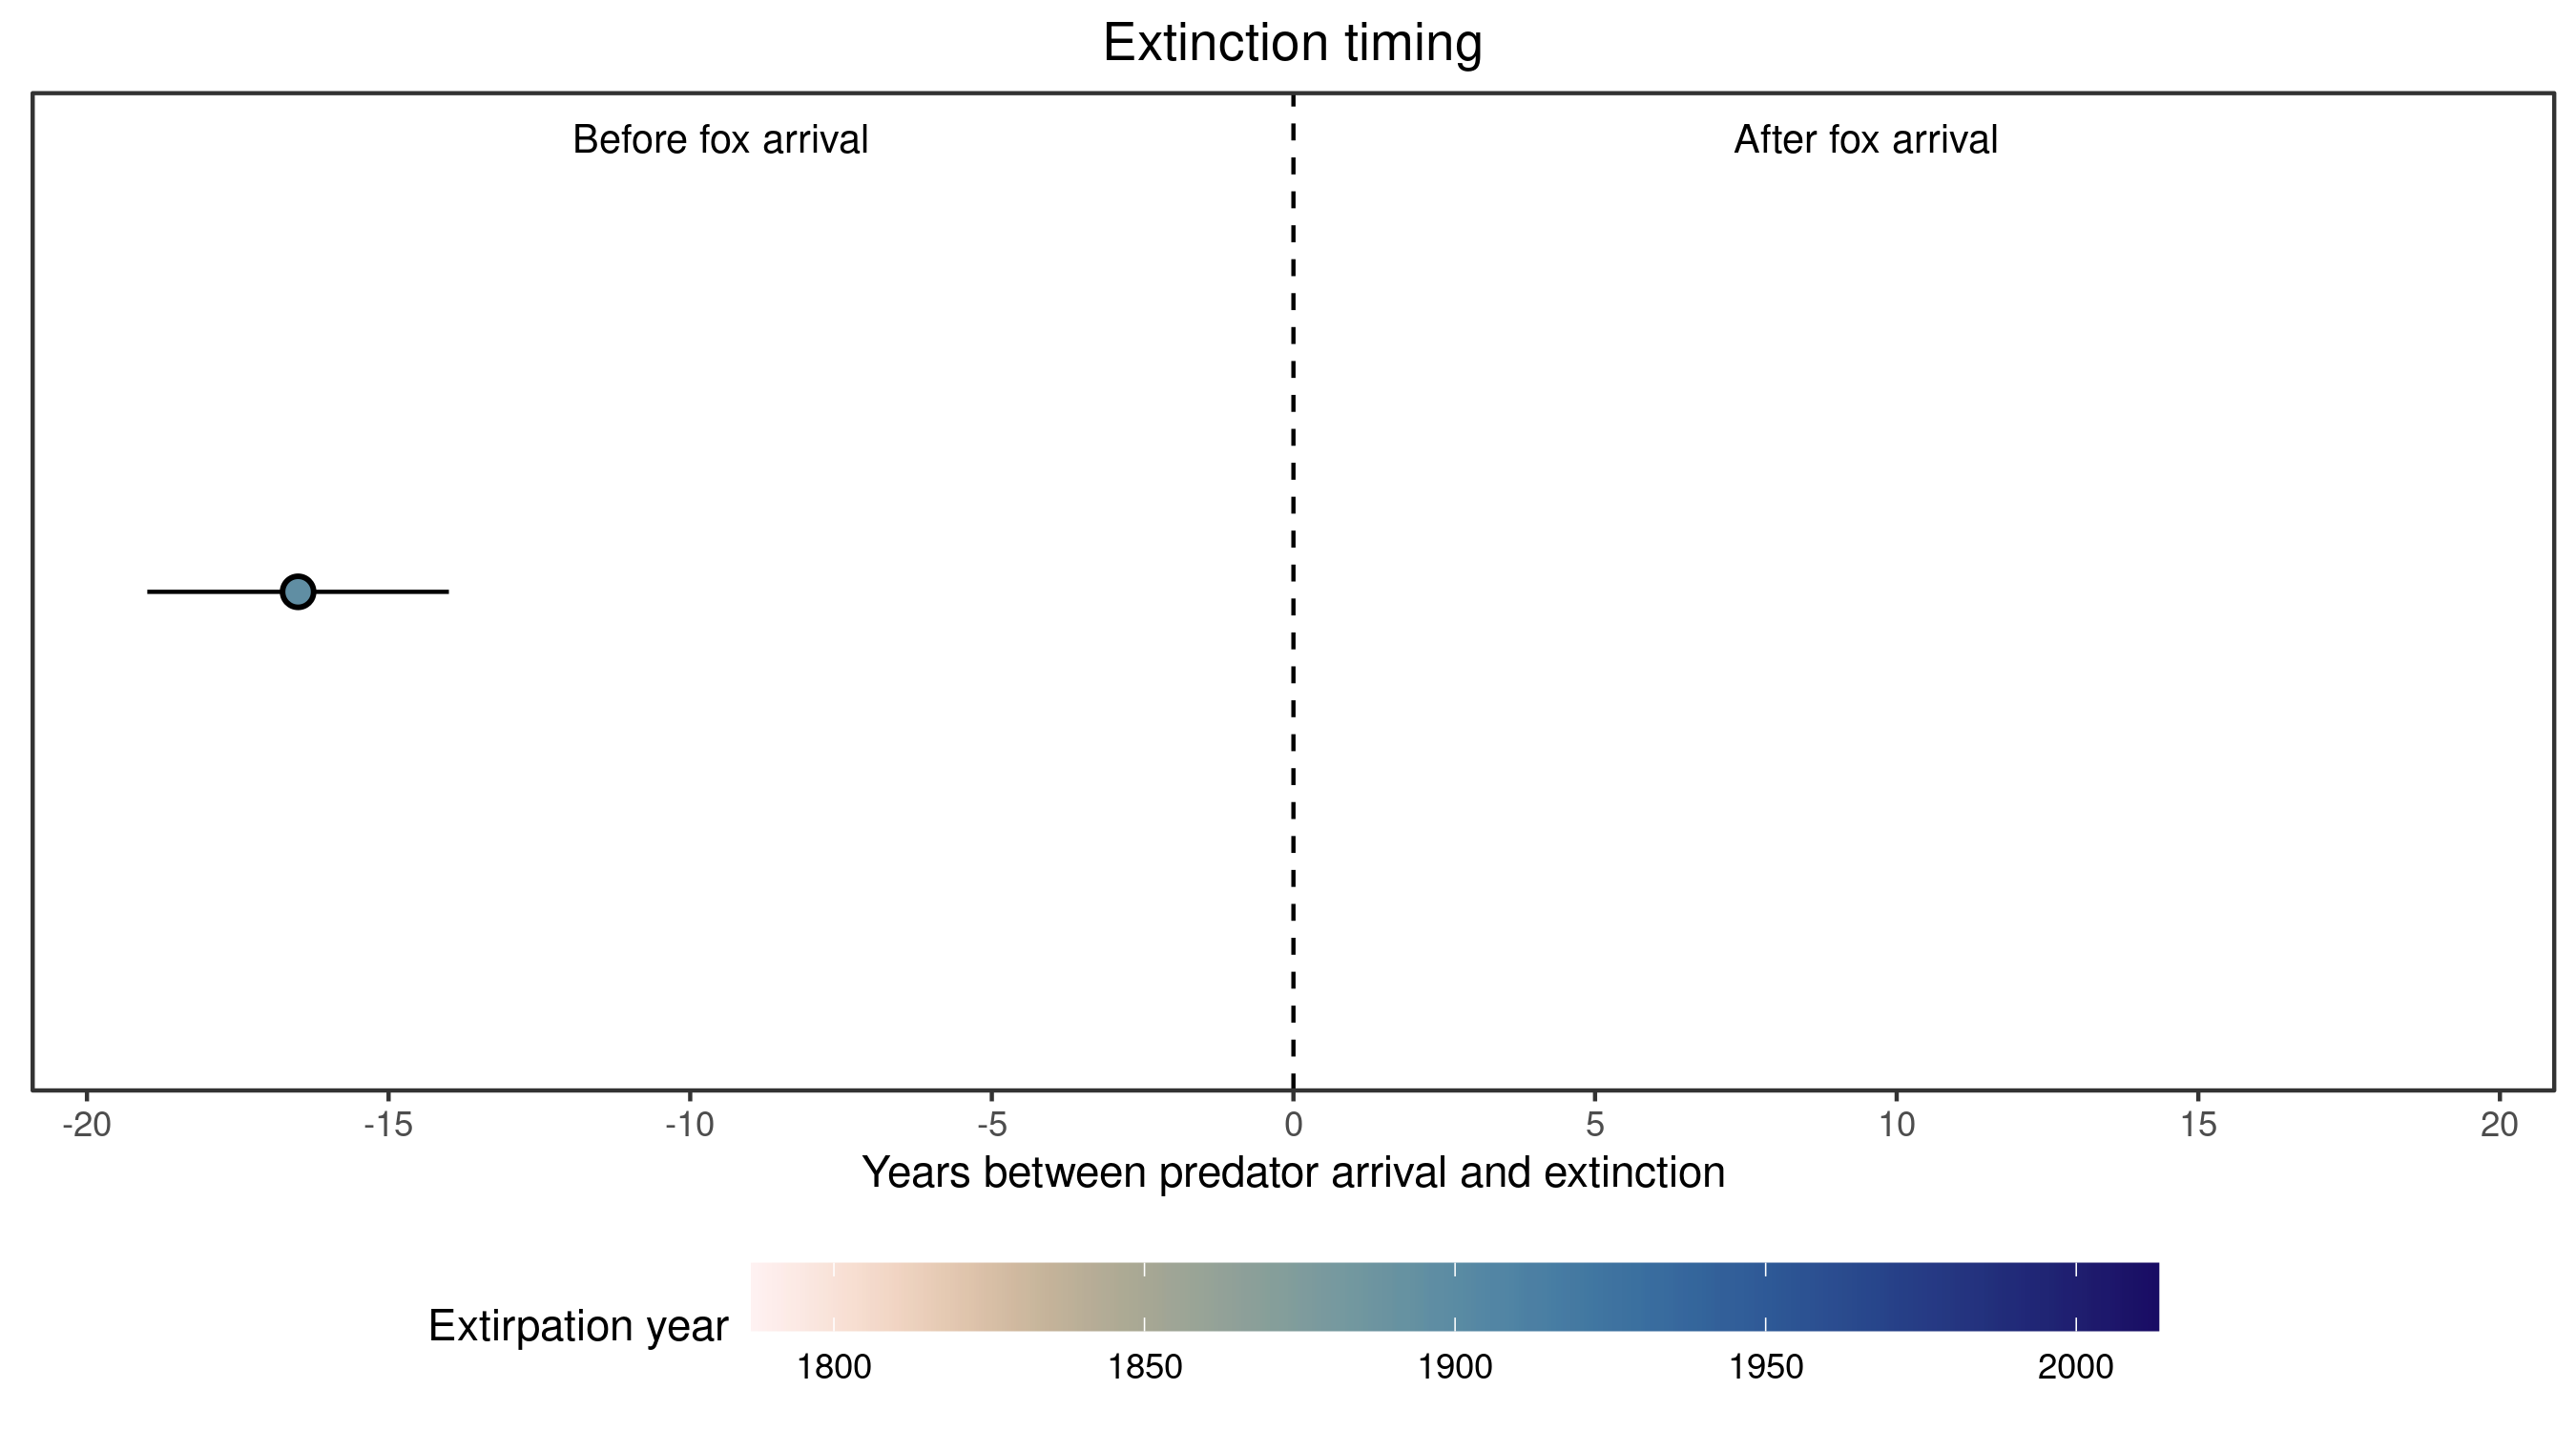 Extinction timing
Before fox arrival
After fox arrival
-20 -15 -10 -5 0 5 10 15 20
Years between predator arrival and extinction
Extirpation year
1800 1850 1900 1950 2000